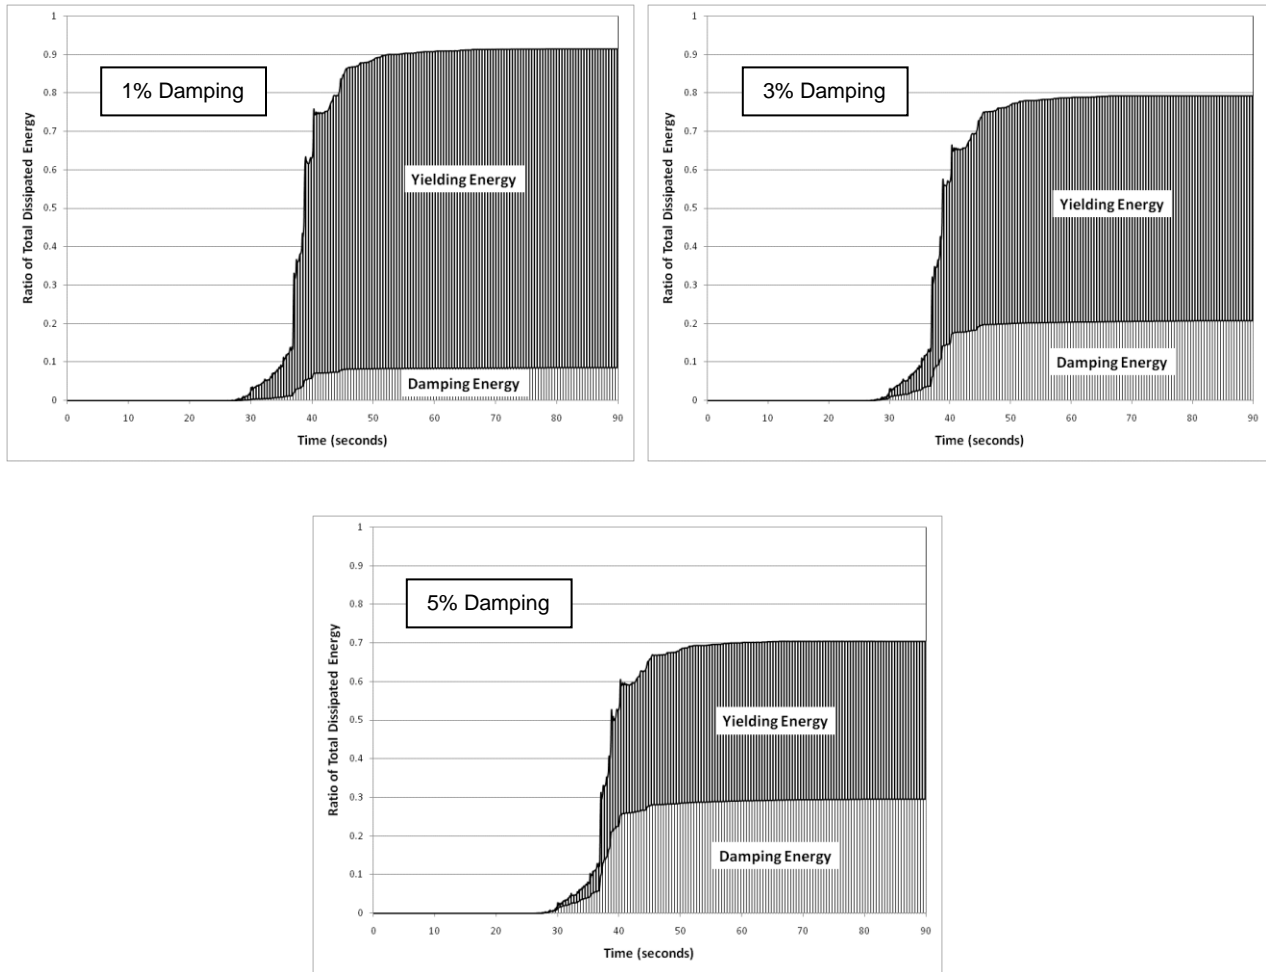 1
0.9
0.8
0.7
0.6
0.5
0.4
0.3
0.2
0.1
0
Ratio of Total Dissipated Energy
1% Damping
Yielding Energy
Damping Energy
0 10 20 30 40 50 60 70 80 90
Time (seconds)
1
0.9
0.8
0.7
0.6
0.5
0.4
0.3
0.2
0.1
0
Ratio of Total Dissipated Energy
3% Damping
Yielding Energy
Damping Energy
0 10 20 30 40 50 60 70 80 90
Time (seconds)
1
0.9
0.8
0.7
0.6
0.5
0.4
0.3
0.2
0.1
0
Ratio of Total Dissipated Energy
5% Damping
Yielding Energy
Damping Energy
0 10 20 30 40 50 60 70 80 90
Time (seconds)